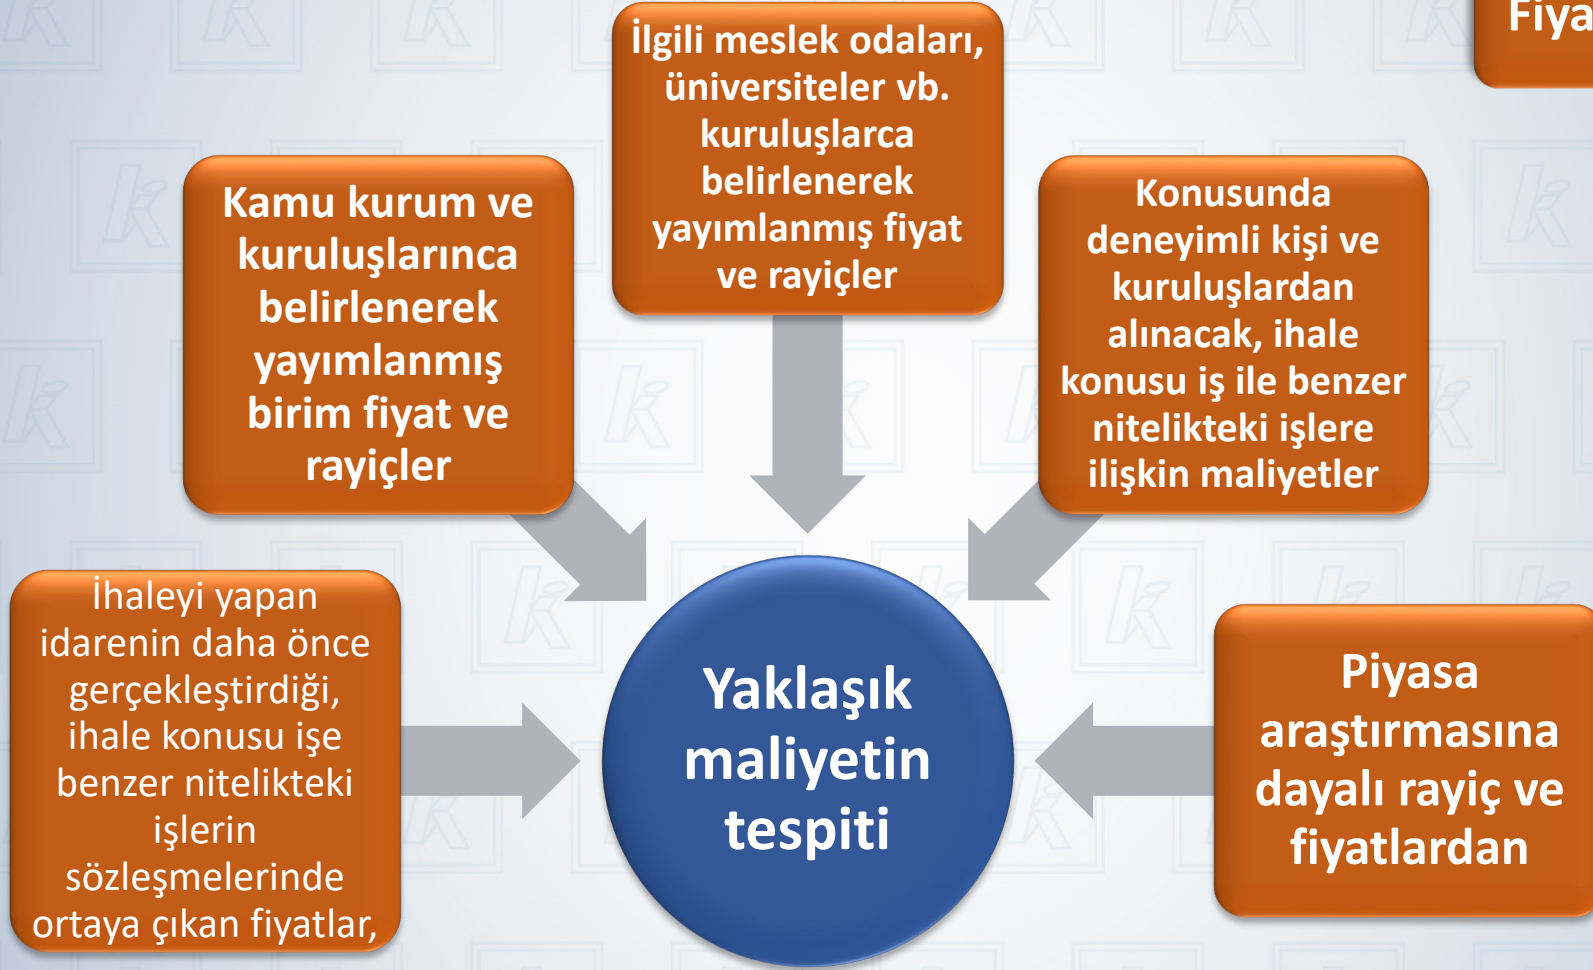 İlgili meslek odaları,
üniversiteler vb.
kuruluşlarca
belirlenerek
yayımlanmış fiyat
ve rayiçler
Kamu kurum ve
kuruluşlarınca
belirlenerek
yayımlanmış
birim fiyat ve
rayiçler
Konusunda
deneyimli kişi ve
kuruluşlardan
alınacak, ihale
konusu iş ile benzer
nitelikteki işlere
ilişkin maliyetler
İhaleyi yapan
idarenin daha önce
gerçekleştirdiği,
ihale konusu işe
benzer nitelikteki
işlerin
sözleşmelerinde
ortaya çıkan fiyatlar,
Yaklaşık
maliyetin
tespiti
Piyasa
araştırmasına
dayalı rayiç ve
fiyatlardan